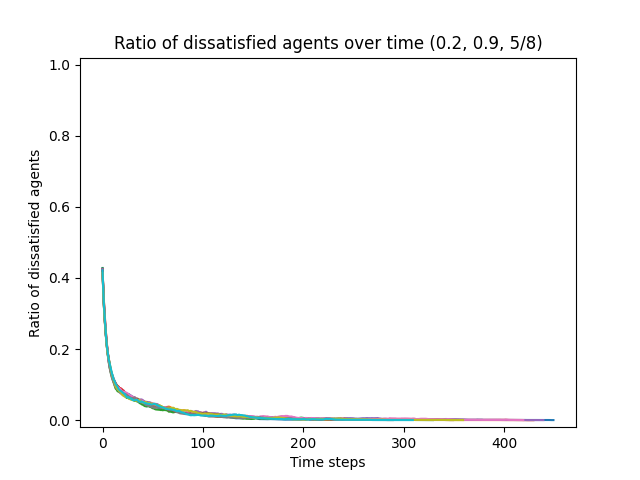 Ratio of dissatisfied agents over time (0.2, 0.9, 5/8)
1.0
0.8
0.6
0.4
0.2
0.0
Ratio of dissatisfied agents
0 100 200 300 400
Time steps